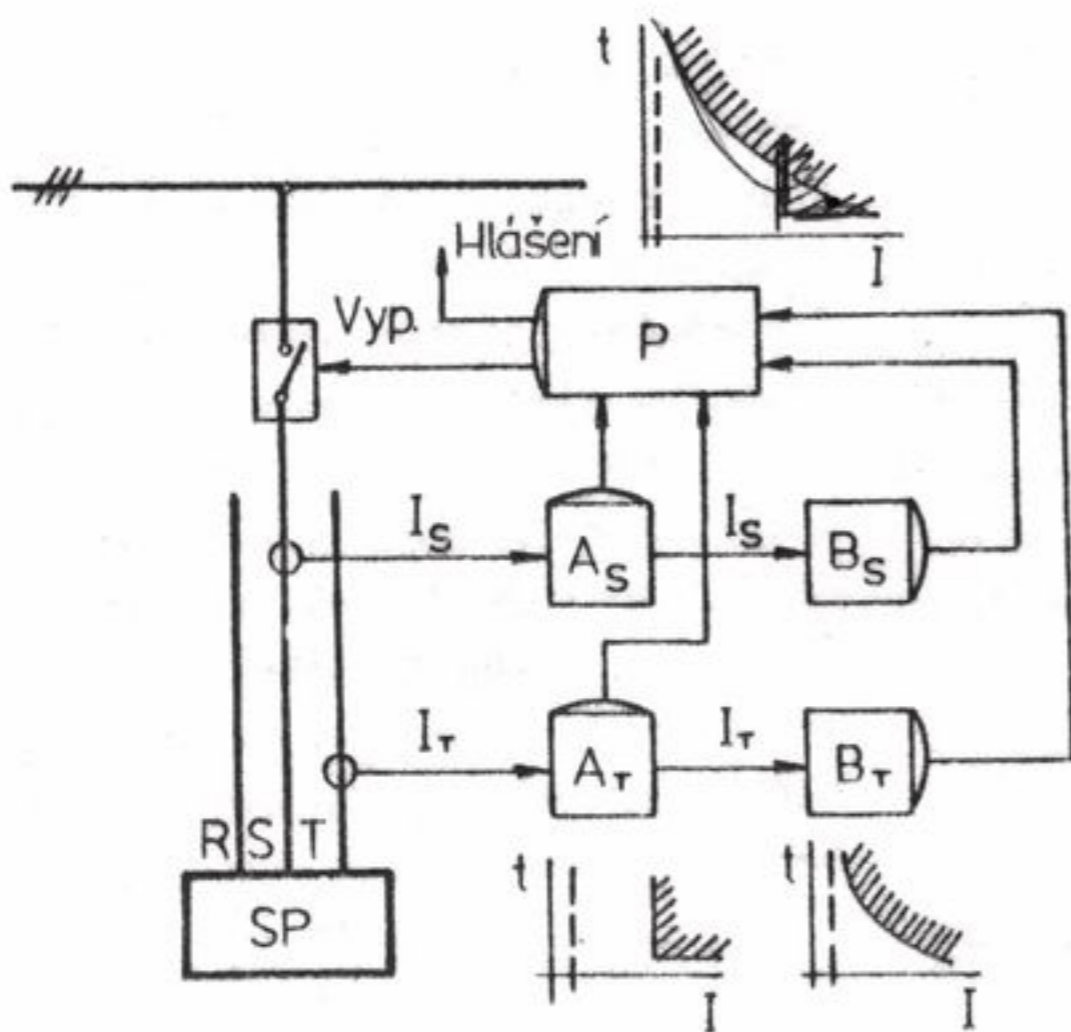 t
I
Hlášení
Vyp.
P
I_S
A_S
I_S
B_S
I_T
A_T
I_T
B_T
R S T
SP
t
I
t
I